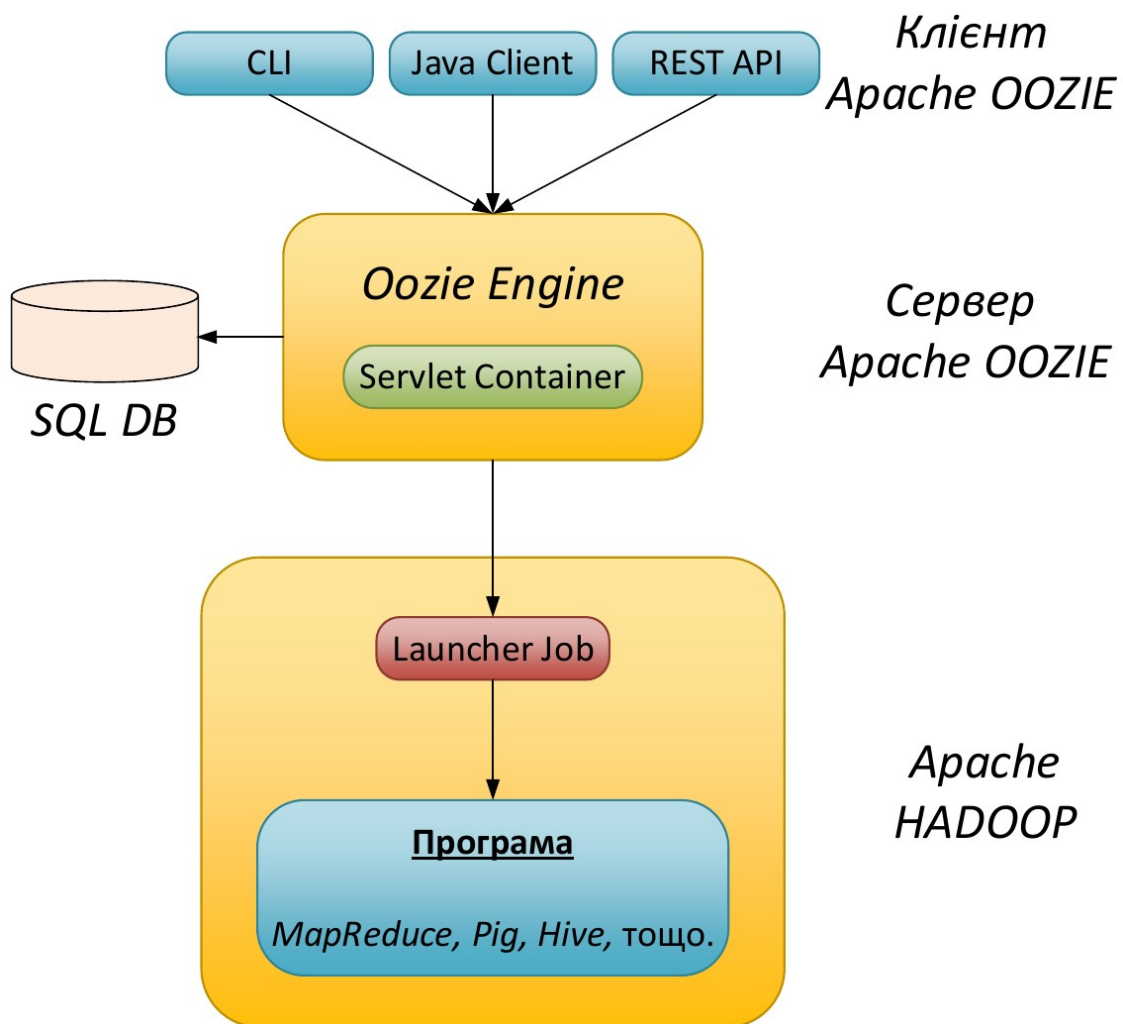 CLI
Java Client
REST API
Клієнт
Apache OOZIE
Oozie Engine
Servlet Container
SQL DB
Сервер
Apache OOZIE
Launcher Job
Програма
MapReduce, Pig, Hive, тощо.
Apache
HADOOP